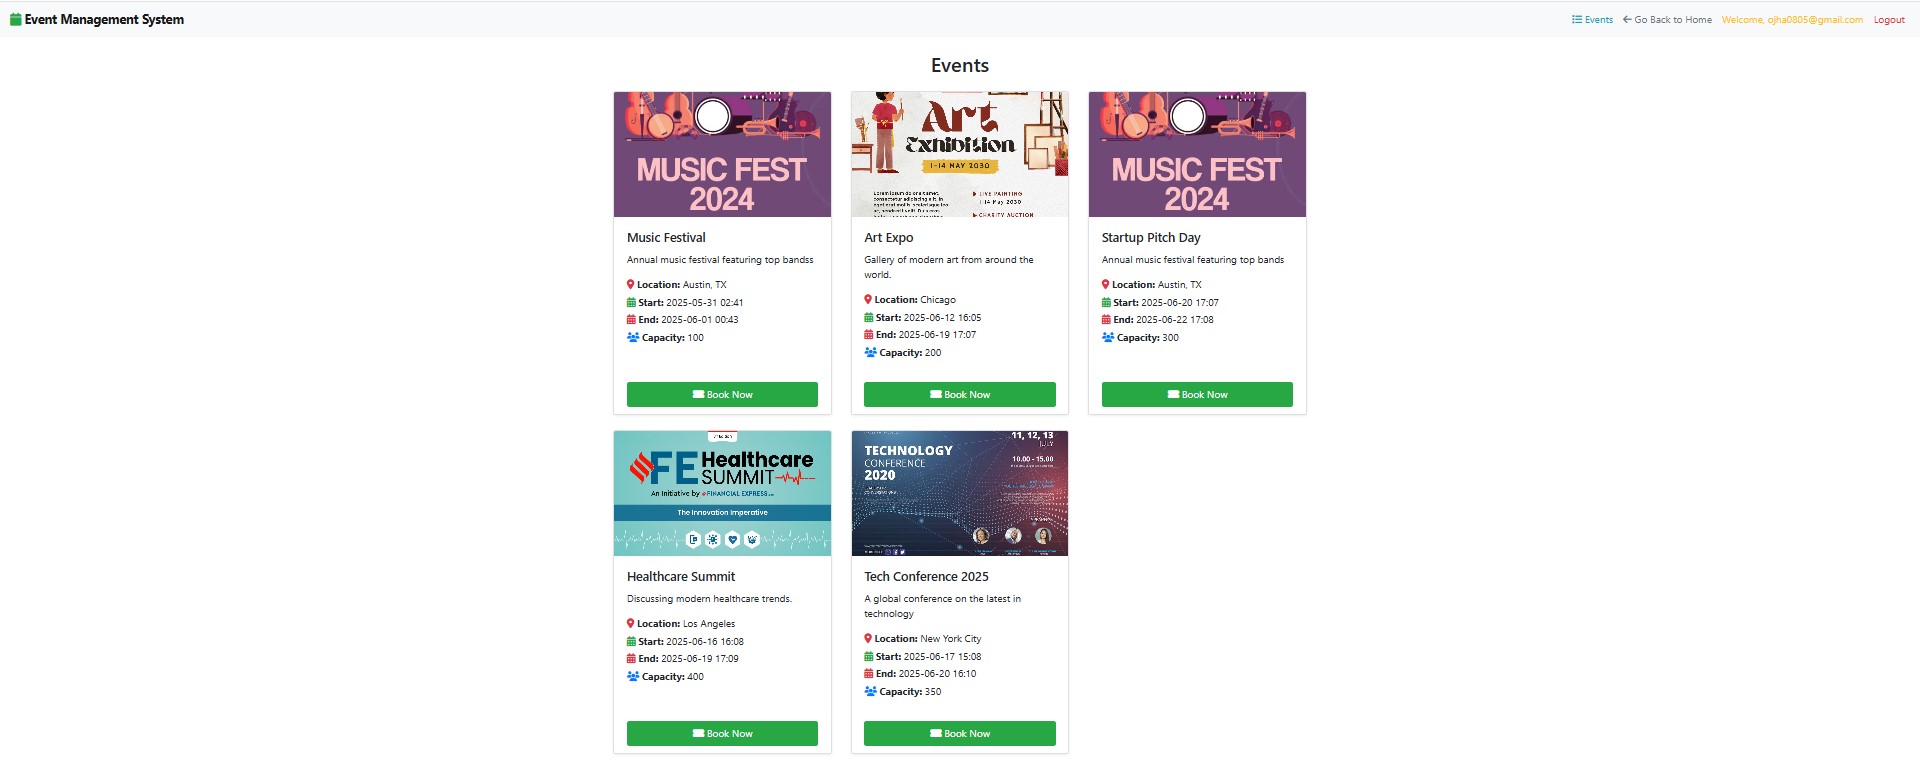 Event Management System
Events
Go Back to Home
Welcome, ojha0805@gmail.com
Logout
Events
MUSIC FEST
2024
Music Festival
Annual music festival featuring top bandss
Location: Austin, TX
Start: 2025-05-31 02:41
End: 2025-06-01 00:43
Capacity: 100
Book Now
Art
Exhibition
1-14 MAY 2030
Lorem ipsum dolor sit amet,
consectetur adipiscing elit. In
LIVE PAINTING
1-14 May 2030
CHARITY AUCTION
Art Expo
Gallery of modern art from around the
world.
Location: Chicago
Start: 2025-06-12 16:05
End: 2025-06-19 17:07
Capacity: 200
Book Now
MUSIC FEST
2024
Startup Pitch Day
Annual music festival featuring top bands
Location: Austin, TX
Start: 2025-06-20 17:07
End: 2025-06-22 17:08
Capacity: 300
Book Now
FE Healthcare
SUMMIT
An Initiative by FINANCIAL EXPRESS
The Innovation Imperative
Healthcare Summit
Discussing modern healthcare trends.
Location: Los Angeles
Start: 2025-06-16 16:08
End: 2025-06-19 17:09
Capacity: 400
Book Now
TECHNOLOGY
CONFERENCE
2020
11, 12, 13
JULY
10.00 - 15.00
Tech Conference 2025
A global conference on the latest in
technology
Location: New York City
Start: 2025-06-17 15:08
End: 2025-06-20 16:10
Capacity: 350
Book Now